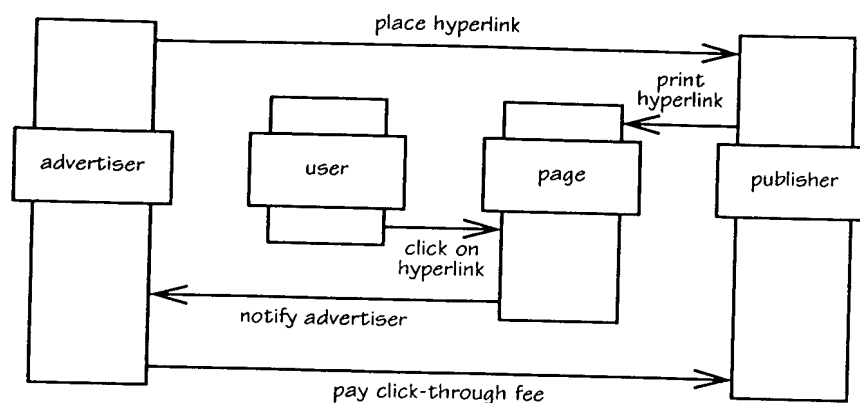 place hyperlink
print
hyperlink
advertiser
user
page
publisher
click on
hyperlink
notify advertiser
pay click-through fee